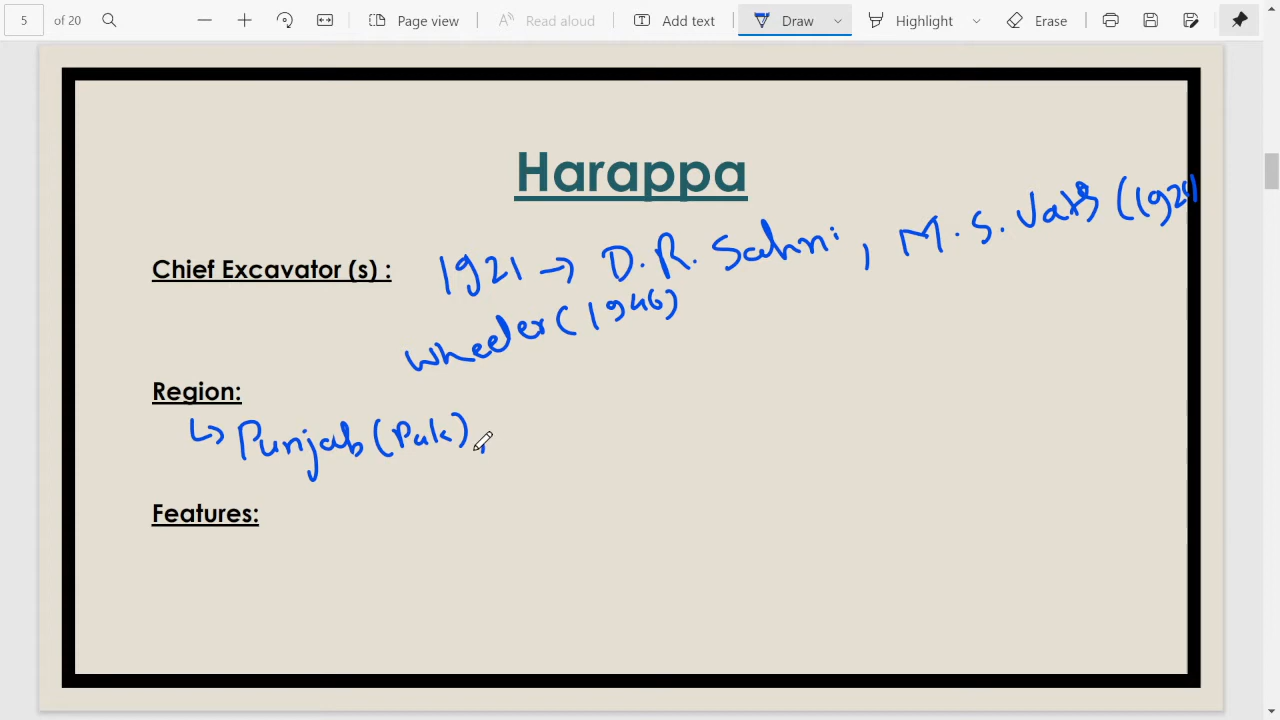 5 of 20 Page view Read aloud Add text Draw Highlight Erase
Harappa
Chief Excavator (s) : 1921 → D.R. Sahni, M.S. Vats
Wheeler (1946)
Region:
↳ Punjab (Pak),
Features: